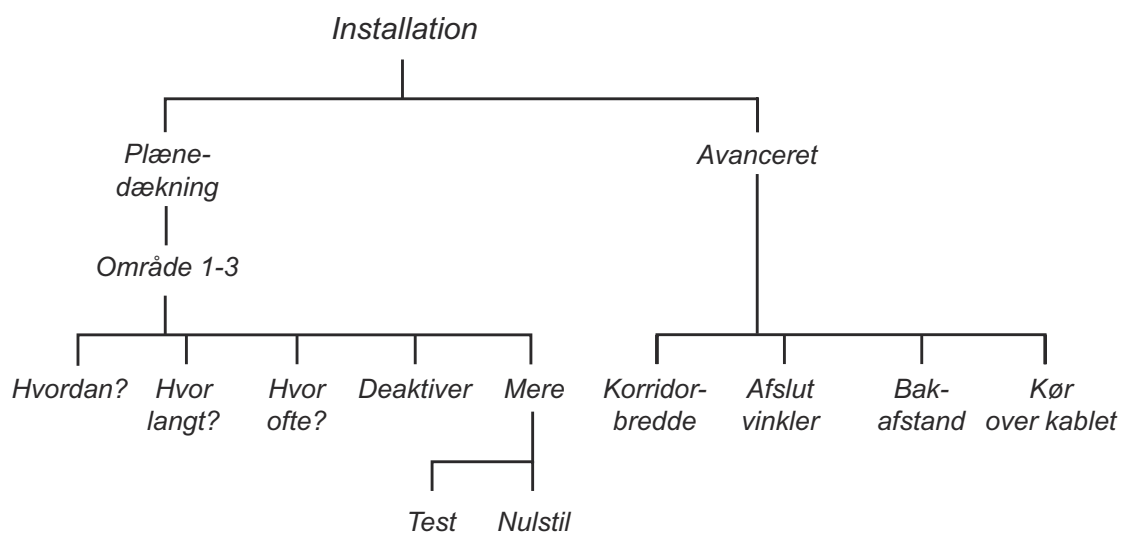 Installation
Plæne-
dækning
Avanceret
Område 1-3
Hvordan?
Hvor
langt?
Hvor
ofte?
Deaktiver
Mere
Korridor-
bredde
Afslut
vinkler
Bak-
afstand
Kør
over kablet
Test
Nulstil